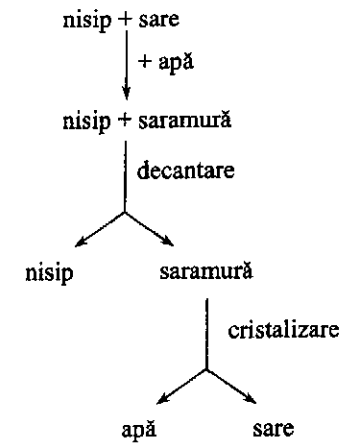 nisip + sare
+ apă
nisip + saramură
decantare
nisip saramură
cristalizare
apă sare